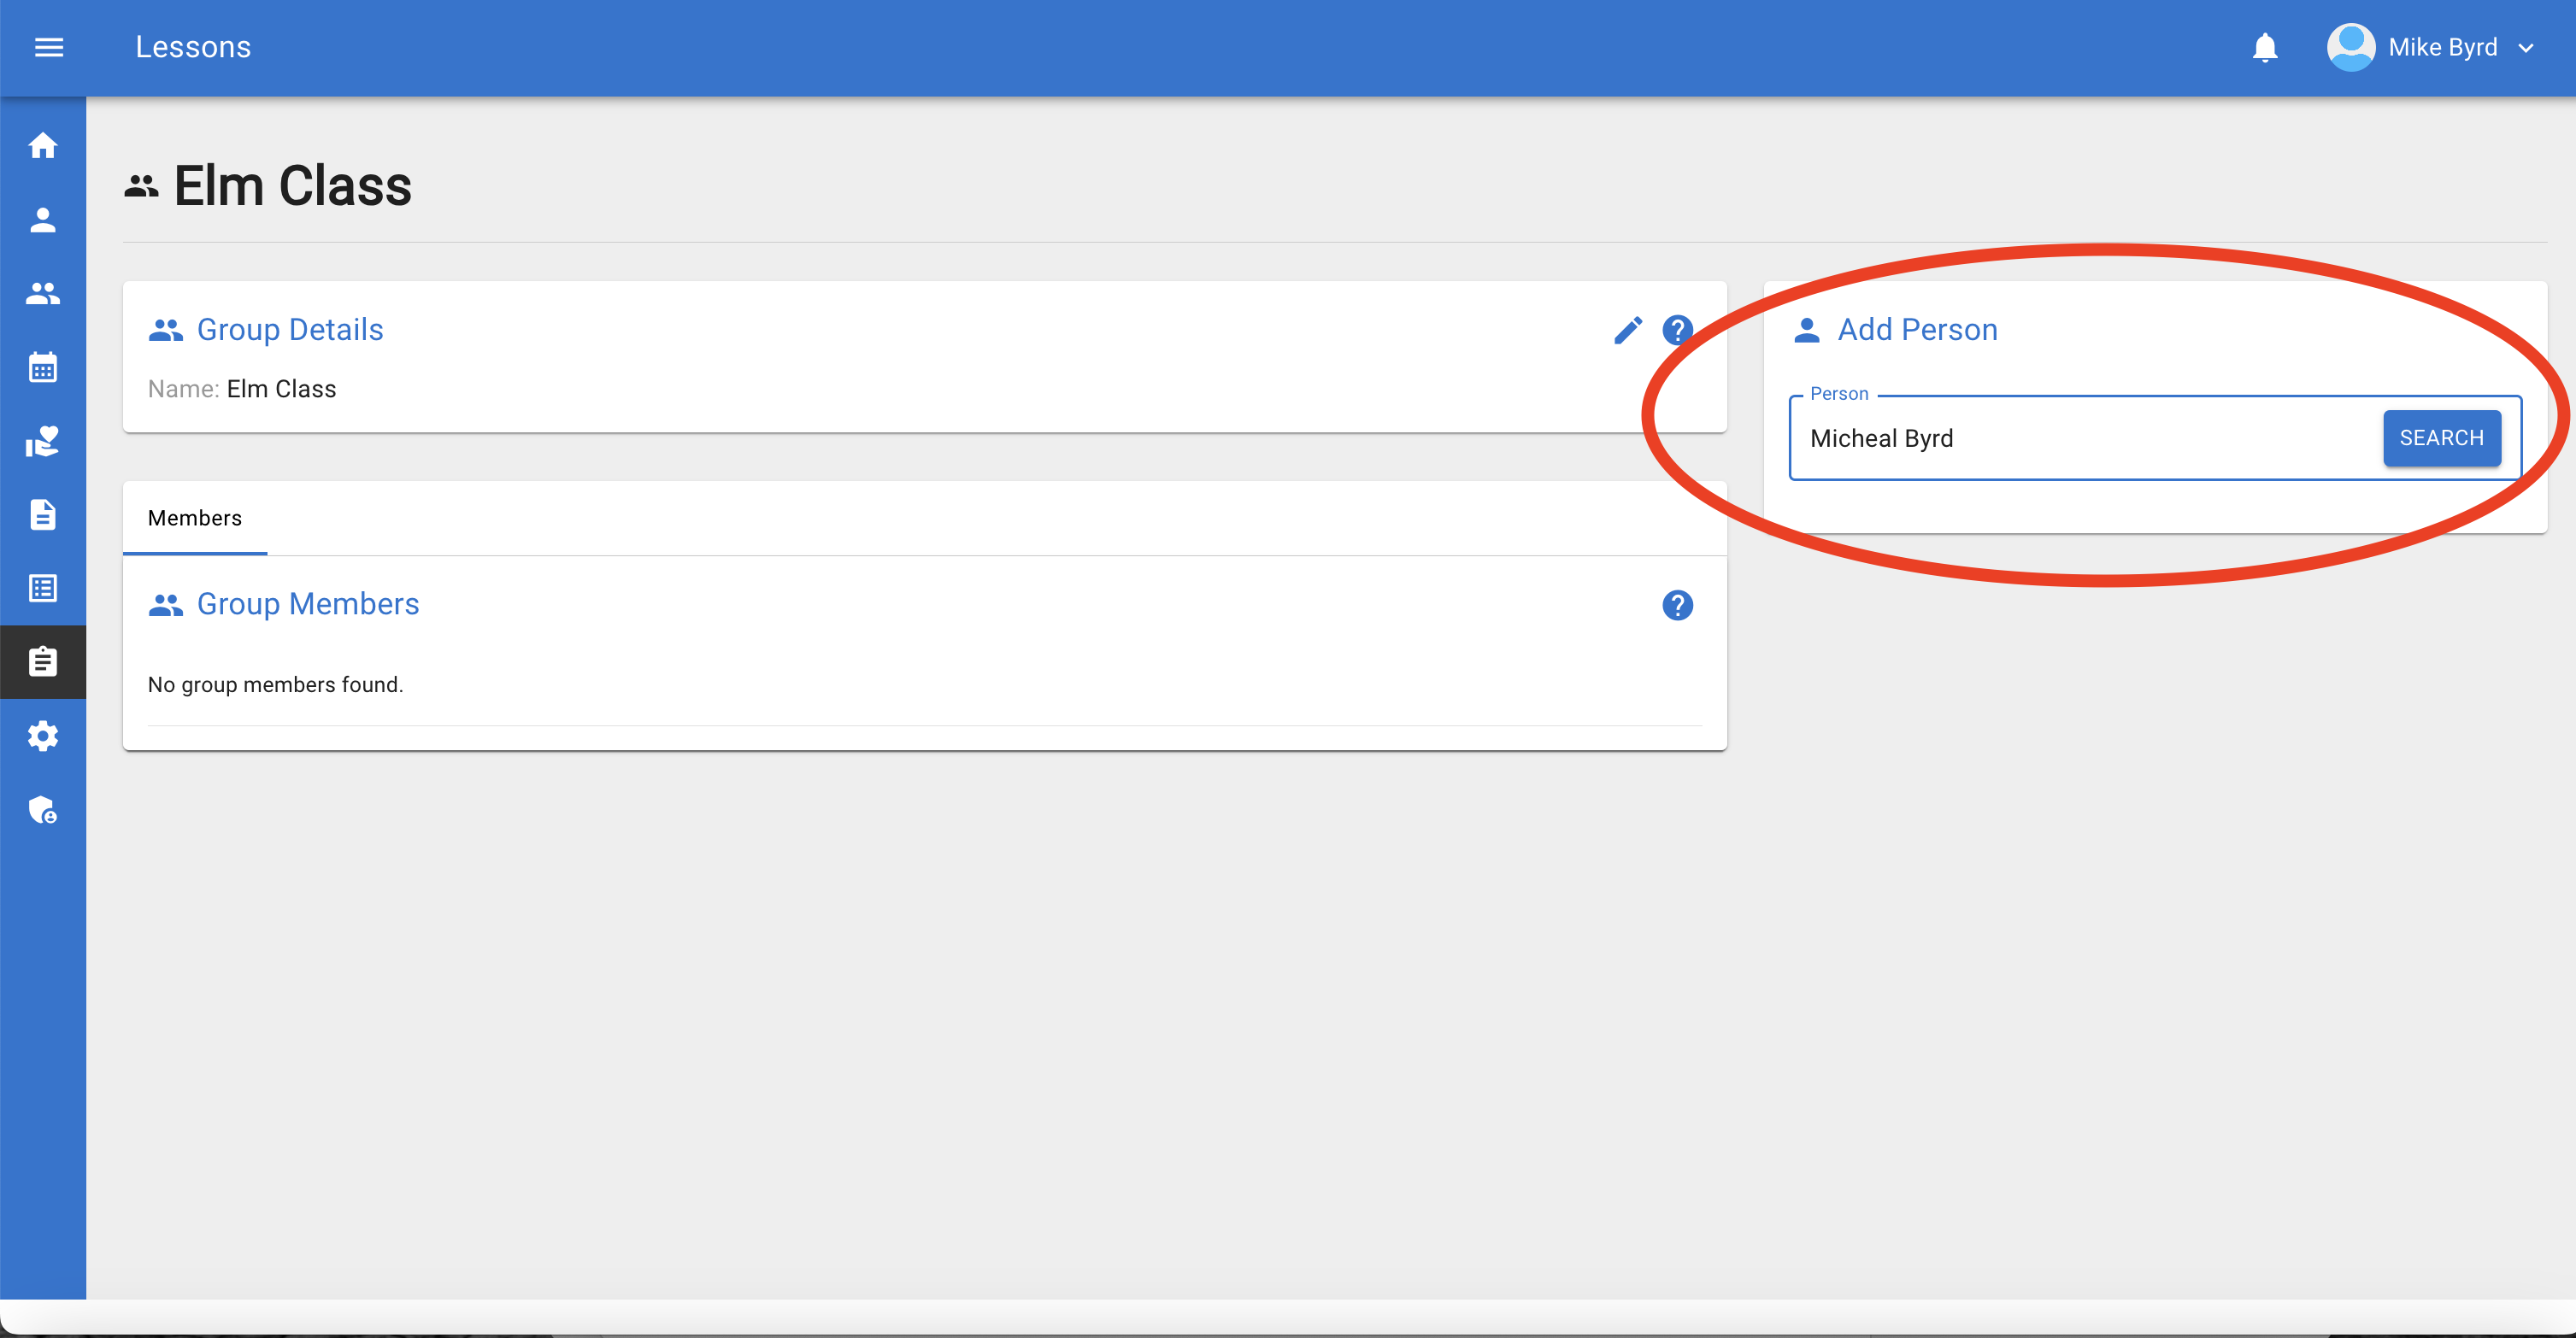 Lessons
Mike Byrd
Elm Class
Group Details
Name: Elm Class
Members
Group Members
No group members found.
Add Person
Person
Micheal Byrd
SEARCH